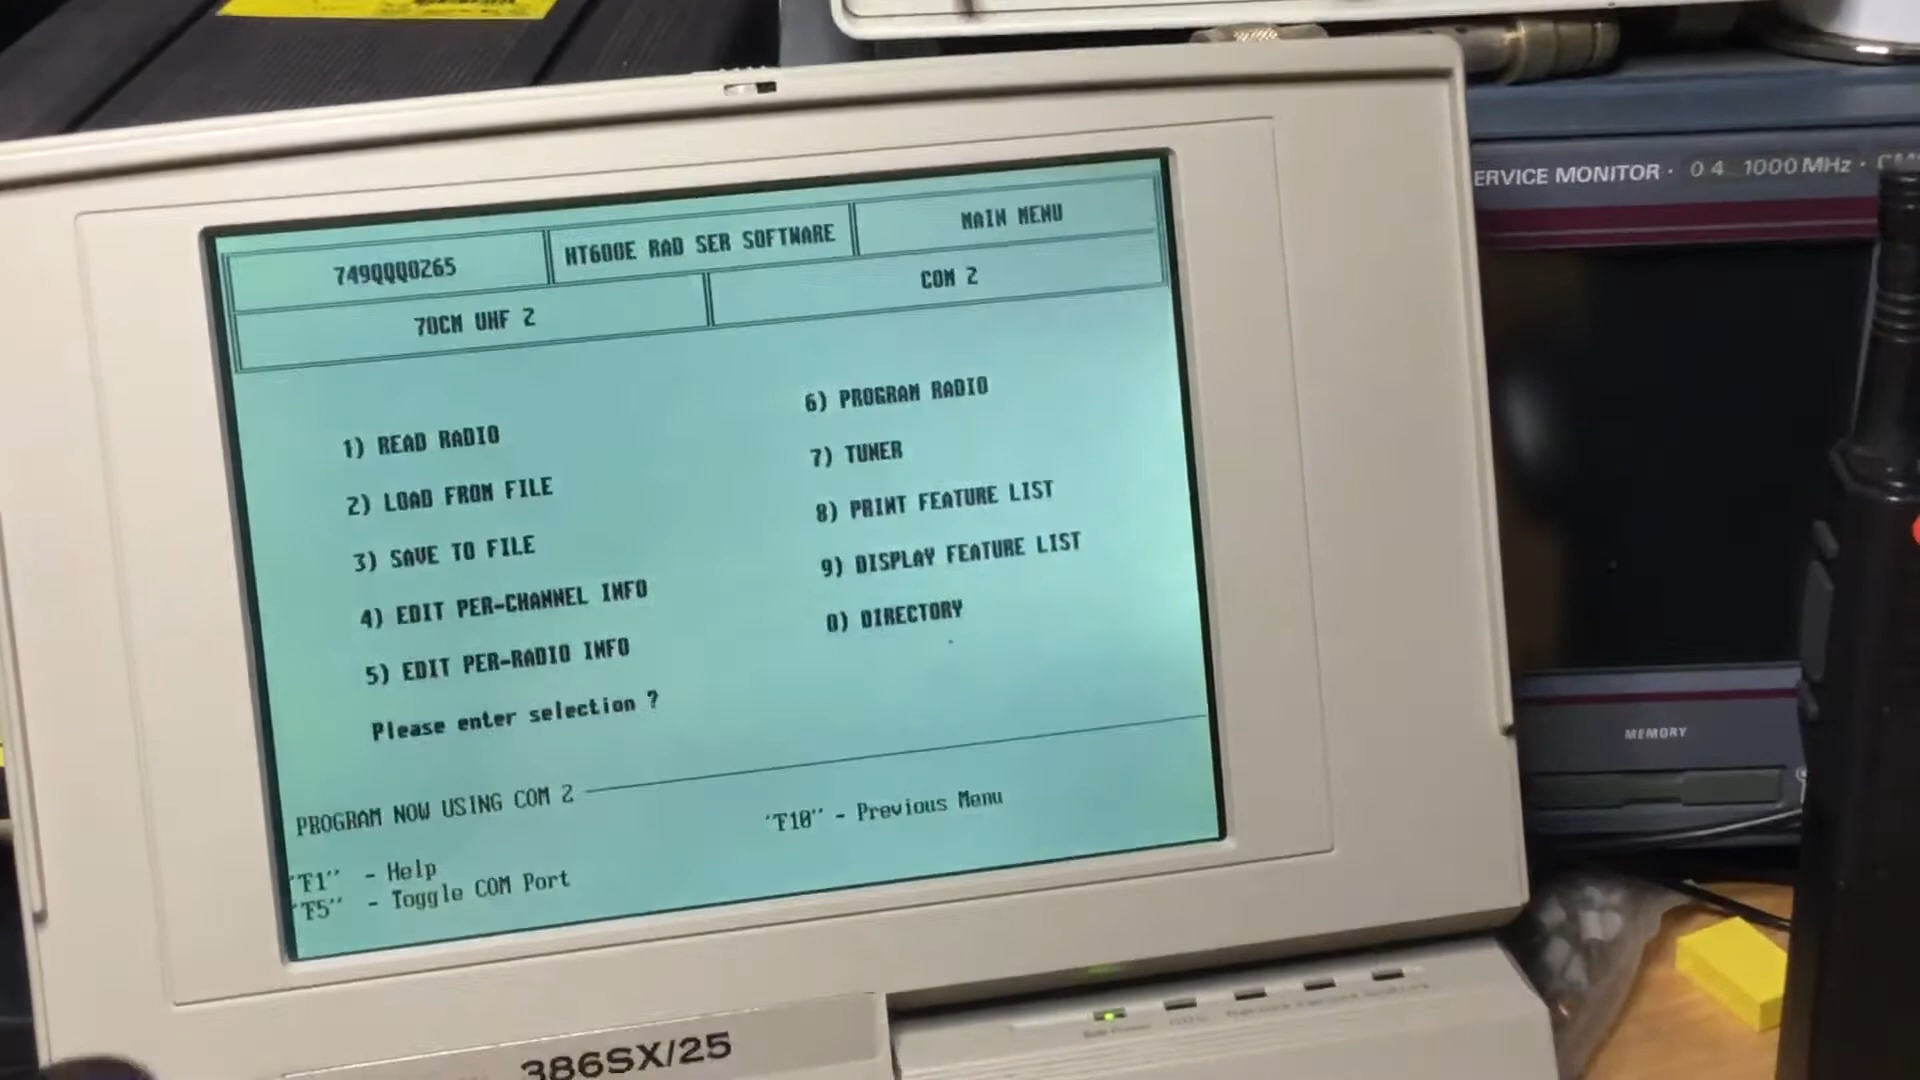 749QQQ0265
HT600E RAD SER SOFTWARE
MAIN MENU
70CM UHF 2
COM 2
1) READ RADIO
2) LOAD FROM FILE
3) SAVE TO FILE
4) EDIT PER-CHANNEL INFO
5) EDIT PER-RADIO INFO
6) PROGRAM RADIO
7) TUNER
8) PRINT FEATURE LIST
9) DISPLAY FEATURE LIST
0) DIRECTORY
Please enter selection ?
PROGRAM NOW USING COM 2
"F1" - Help
"F5" - Toggle COM Port
"F10" - Previous Menu
386SX/25
ERVICE MONITOR · 0 4 1000 MHz ·
MEMORY